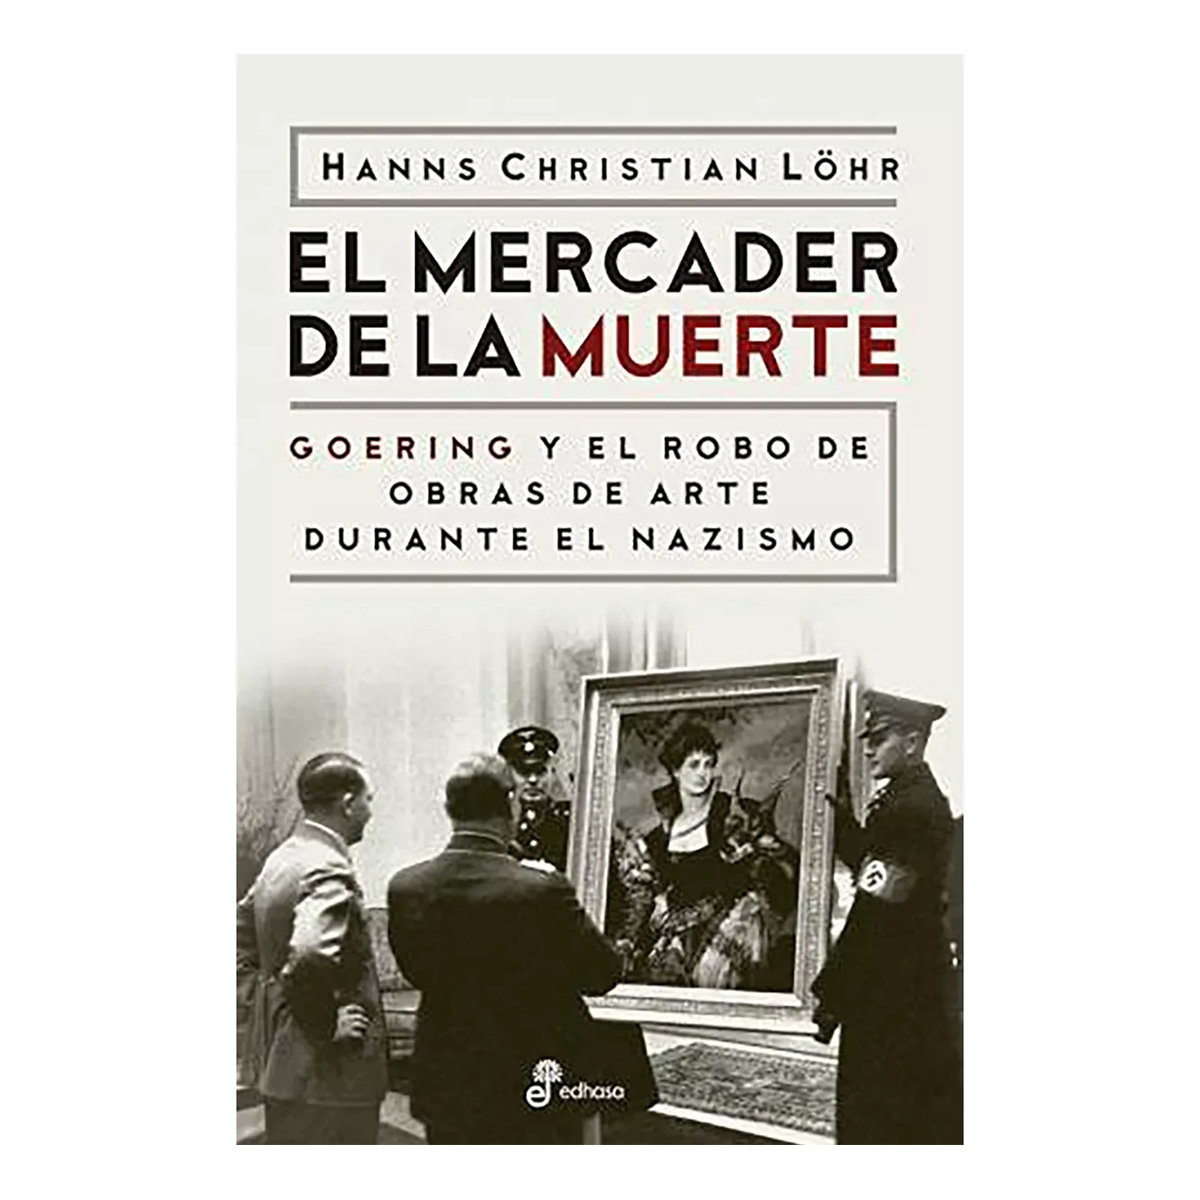 HANNS CHRISTIAN LÖHR
EL MERCADER
DE LA MUERTE
GOERING Y EL ROBO DE
OBRAS DE ARTE
DURANTE EL NAZISMO
edhasa